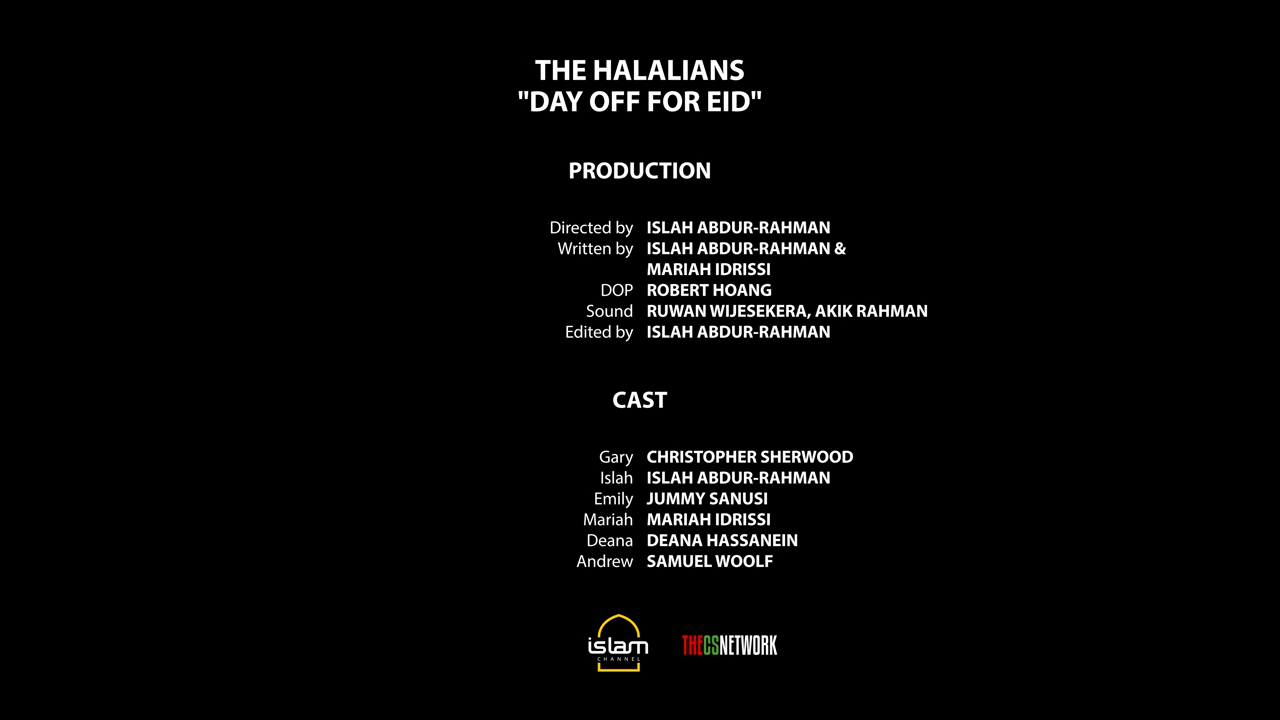 THE HALALIANS
"DAY OFF FOR EID"
PRODUCTION
Directed by ISLAH ABDUR-RAHMAN
Written by ISLAH ABDUR-RAHMAN &
MARIAH IDRISSI
DOP ROBERT HOANG
Sound RUWAN WIJESEKERA, AKIK RAHMAN
Edited by ISLAH ABDUR-RAHMAN
CAST
Gary CHRISTOPHER SHERWOOD
Islah ISLAH ABDUR-RAHMAN
Emily JUMMY SANUSI
Mariah MARIAH IDRISSI
Deana DEANA HASSANEIN
Andrew SAMUEL WOOLF
islam
CHANNEL
THECSNETWORK